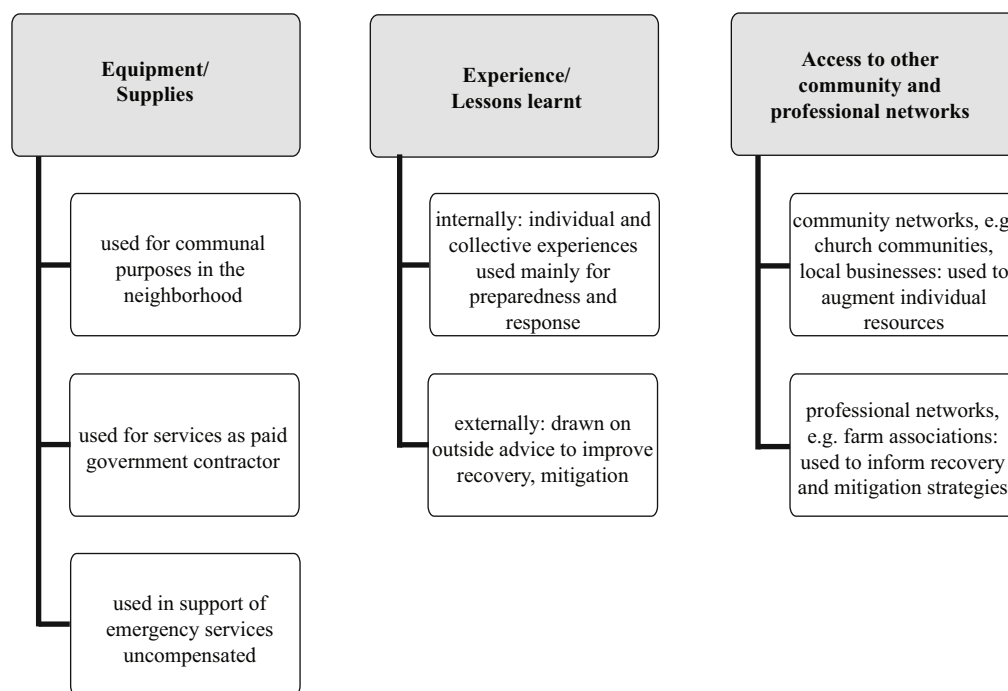 Equipment/
Supplies
used for communal
purposes in the
neighborhood
used for services as paid
government contractor
used in support of
emergency services
uncompensated
Experience/
Lessons learnt
internally: individual and
collective experiences
used mainly for
preparedness and
response
externally: drawn on
outside advice to improve
recovery, mitigation
Access to other
community and
professional networks
community networks, e.g
church communities,
local businesses: used to
augment individual
resources
professional networks,
e.g. farm associations:
used to inform recovery
and mitigation strategies